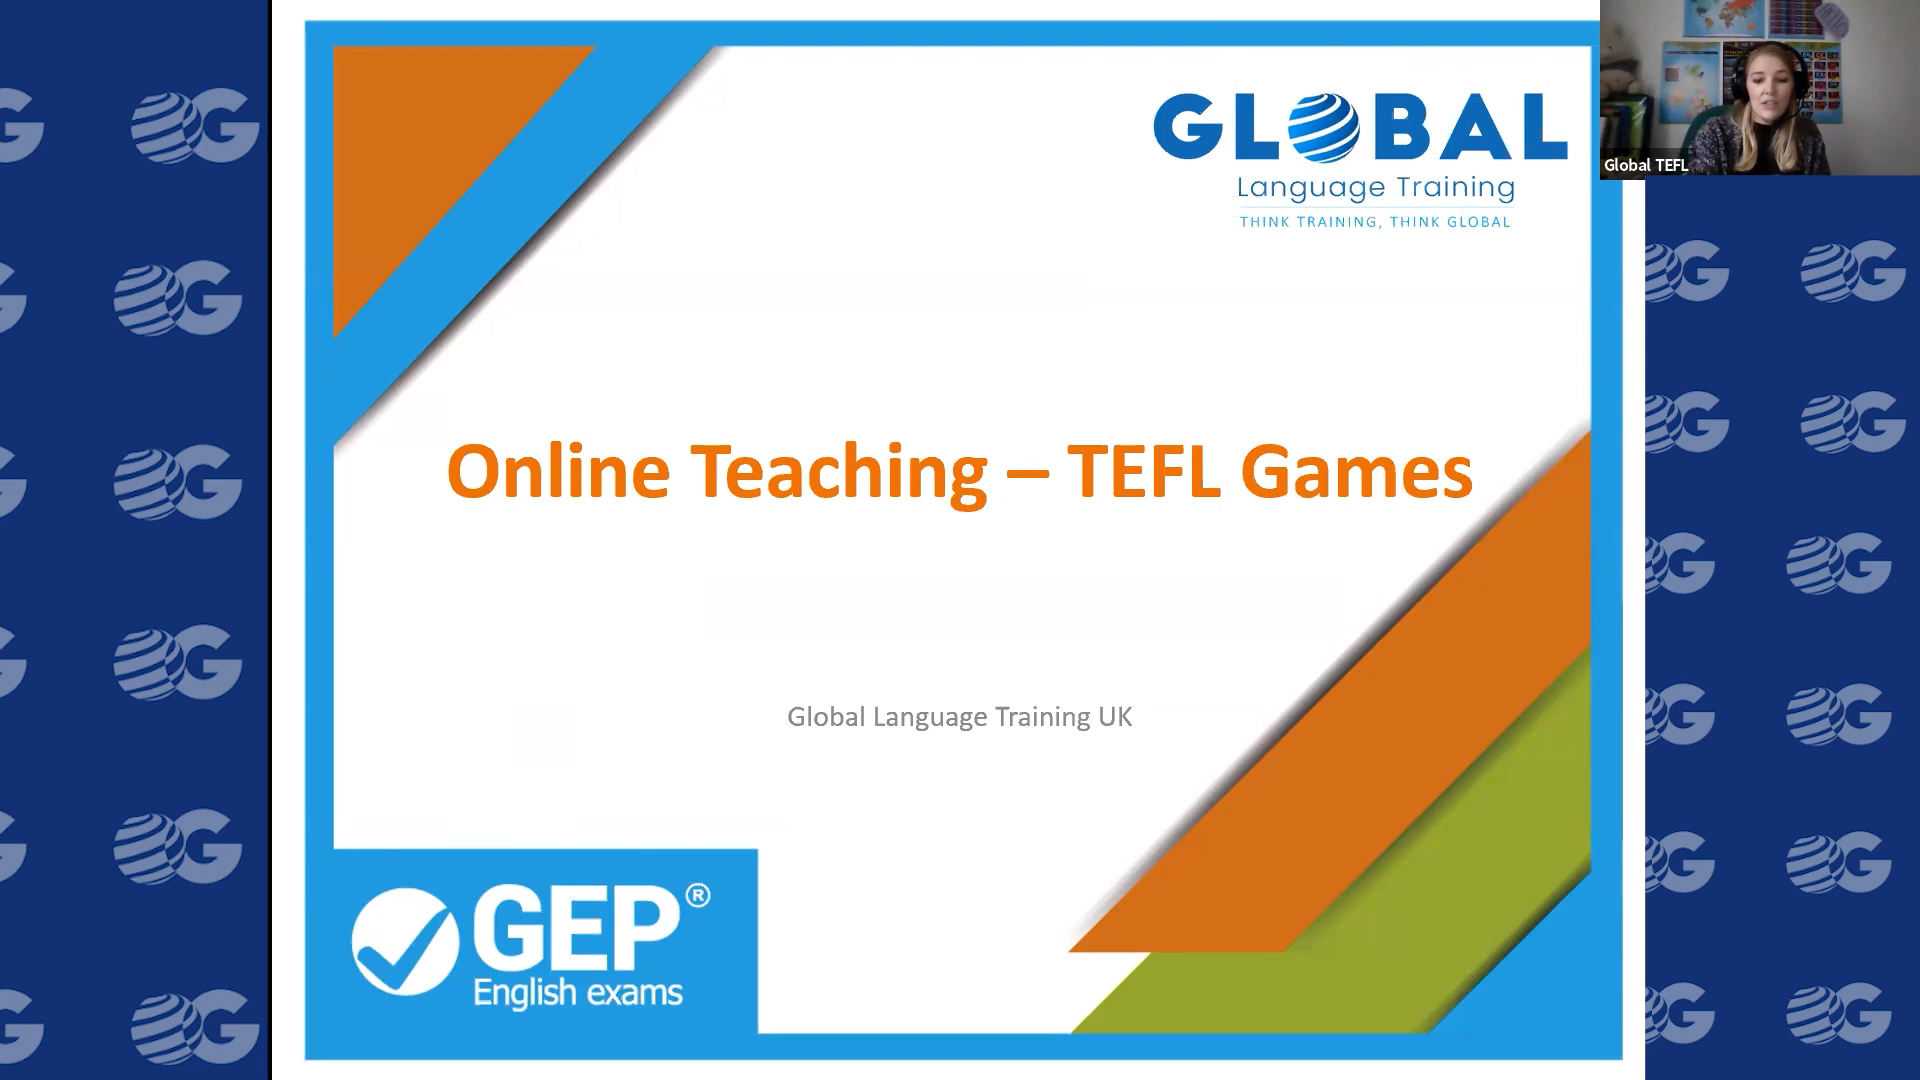 GLOBAL
Language Training
THINK TRAINING, THINK GLOBAL
Global TEFL
Online Teaching – TEFL Games
Global Language Training UK
GEP®
English exams